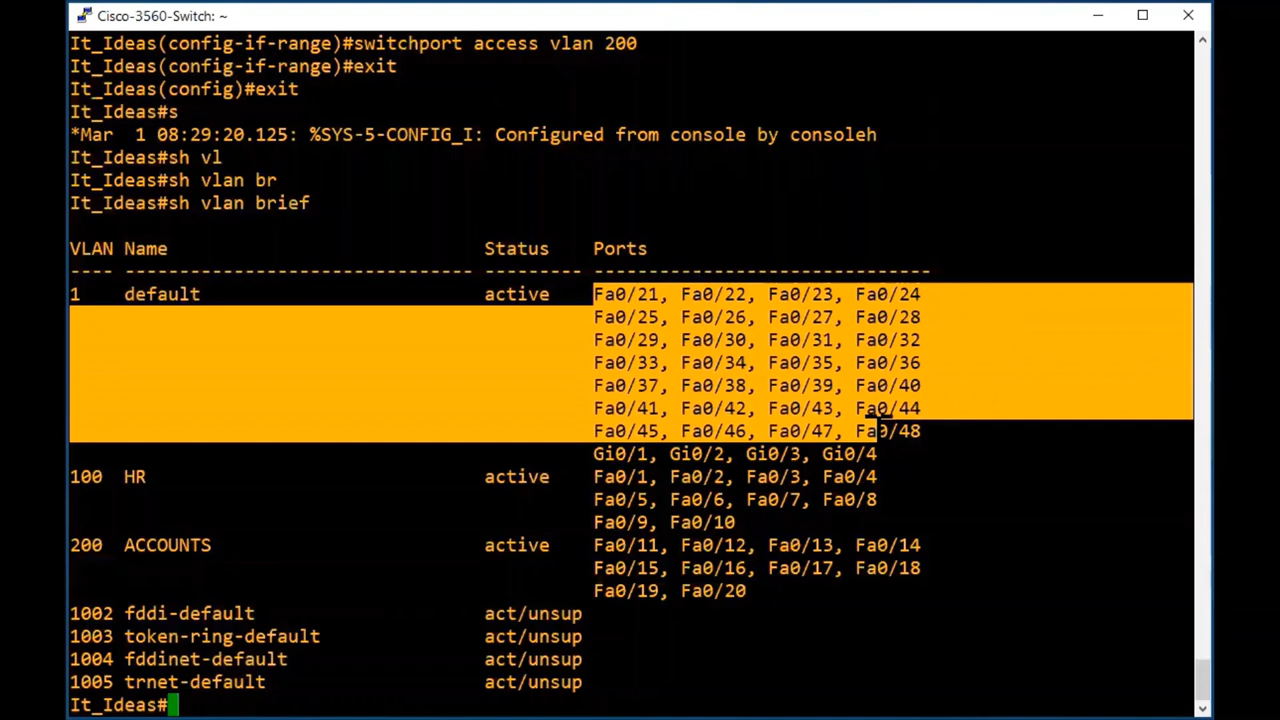 Cisco-3560-Switch: ~
It_Ideas(config-if-range)#switchport access vlan 200
It_Ideas(config-if-range)#exit
It_Ideas(config)#exit
It_Ideas#s
*Mar  1 08:29:20.125: %SYS-5-CONFIG_I: Configured from console by consoleh
It_Ideas#sh vl
It_Ideas#sh vlan br
It_Ideas#sh vlan brief
VLAN Name                             Status    Ports
---- -------------------------------- --------- -------------------------------
1    default                          active    Fa0/21, Fa0/22, Fa0/23, Fa0/24
                                                Fa0/25, Fa0/26, Fa0/27, Fa0/28
                                                Fa0/29, Fa0/30, Fa0/31, Fa0/32
                                                Fa0/33, Fa0/34, Fa0/35, Fa0/36
                                                Fa0/37, Fa0/38, Fa0/39, Fa0/40
                                                Fa0/41, Fa0/42, Fa0/43, Fa0/44
                                                Fa0/45, Fa0/46, Fa0/47, Fa0/48
                                                Gi0/1, Gi0/2, Gi0/3, Gi0/4
100  HR                               active    Fa0/1, Fa0/2, Fa0/3, Fa0/4
                                                Fa0/5, Fa0/6, Fa0/7, Fa0/8
                                                Fa0/9, Fa0/10
200  ACCOUNTS                         active    Fa0/11, Fa0/12, Fa0/13, Fa0/14
                                                Fa0/15, Fa0/16, Fa0/17, Fa0/18
                                                Fa0/19, Fa0/20
1002 fddi-default                     act/unsup
1003 token-ring-default               act/unsup
1004 fddinet-default                  act/unsup
1005 trnet-default                    act/unsup
It_Ideas#